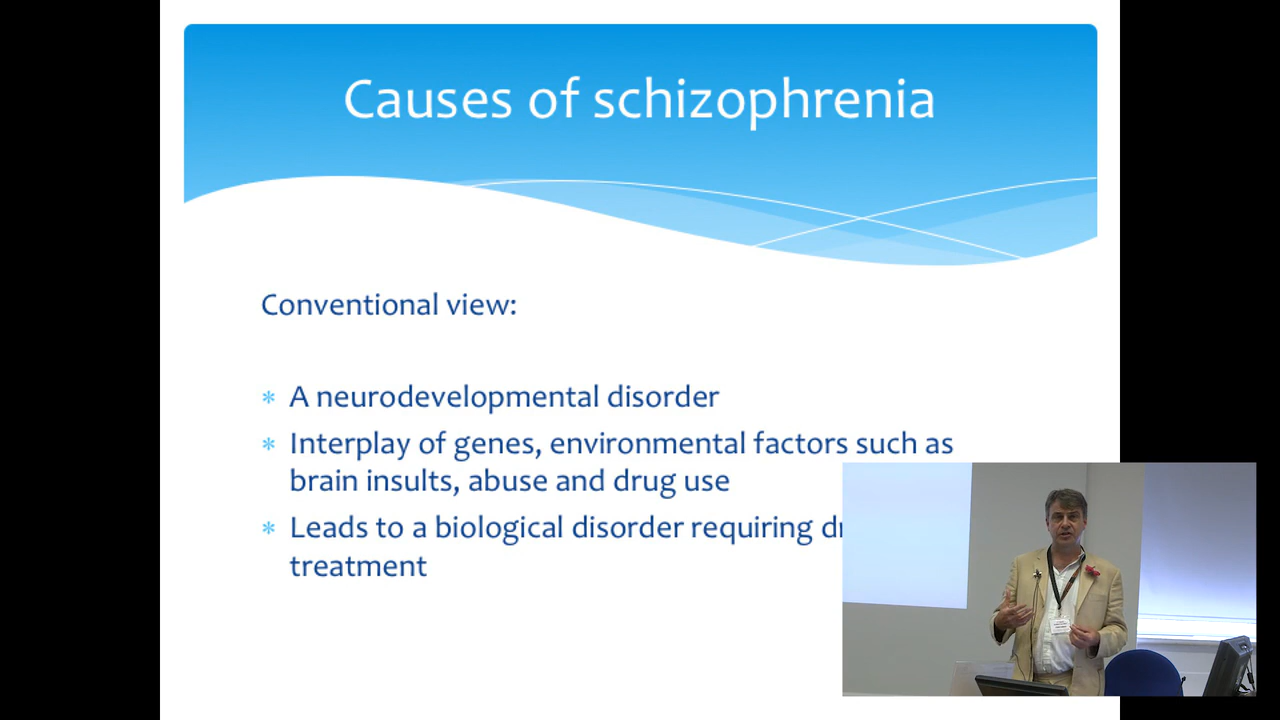 Causes of schizophrenia
Conventional view:
* A neurodevelopmental disorder
* Interplay of genes, environmental factors such as
brain insults, abuse and drug use
* Leads to a biological disorder requiring
treatment